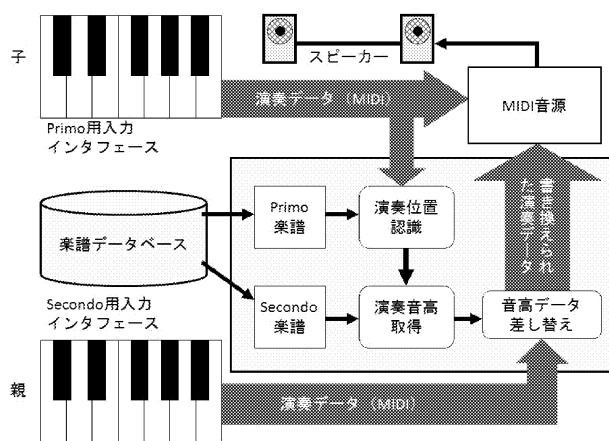 子
スピーカー
演奏データ（MIDI）
MIDI音源
Primo用入力
インタフェース
楽譜データベース
Primo
楽譜
演奏位置
認識
書き換えられ
た演奏データ
Secondo用入力
インタフェース
Secondo
楽譜
演奏音高
取得
音高データ
差し替え
親
演奏データ（MIDI）